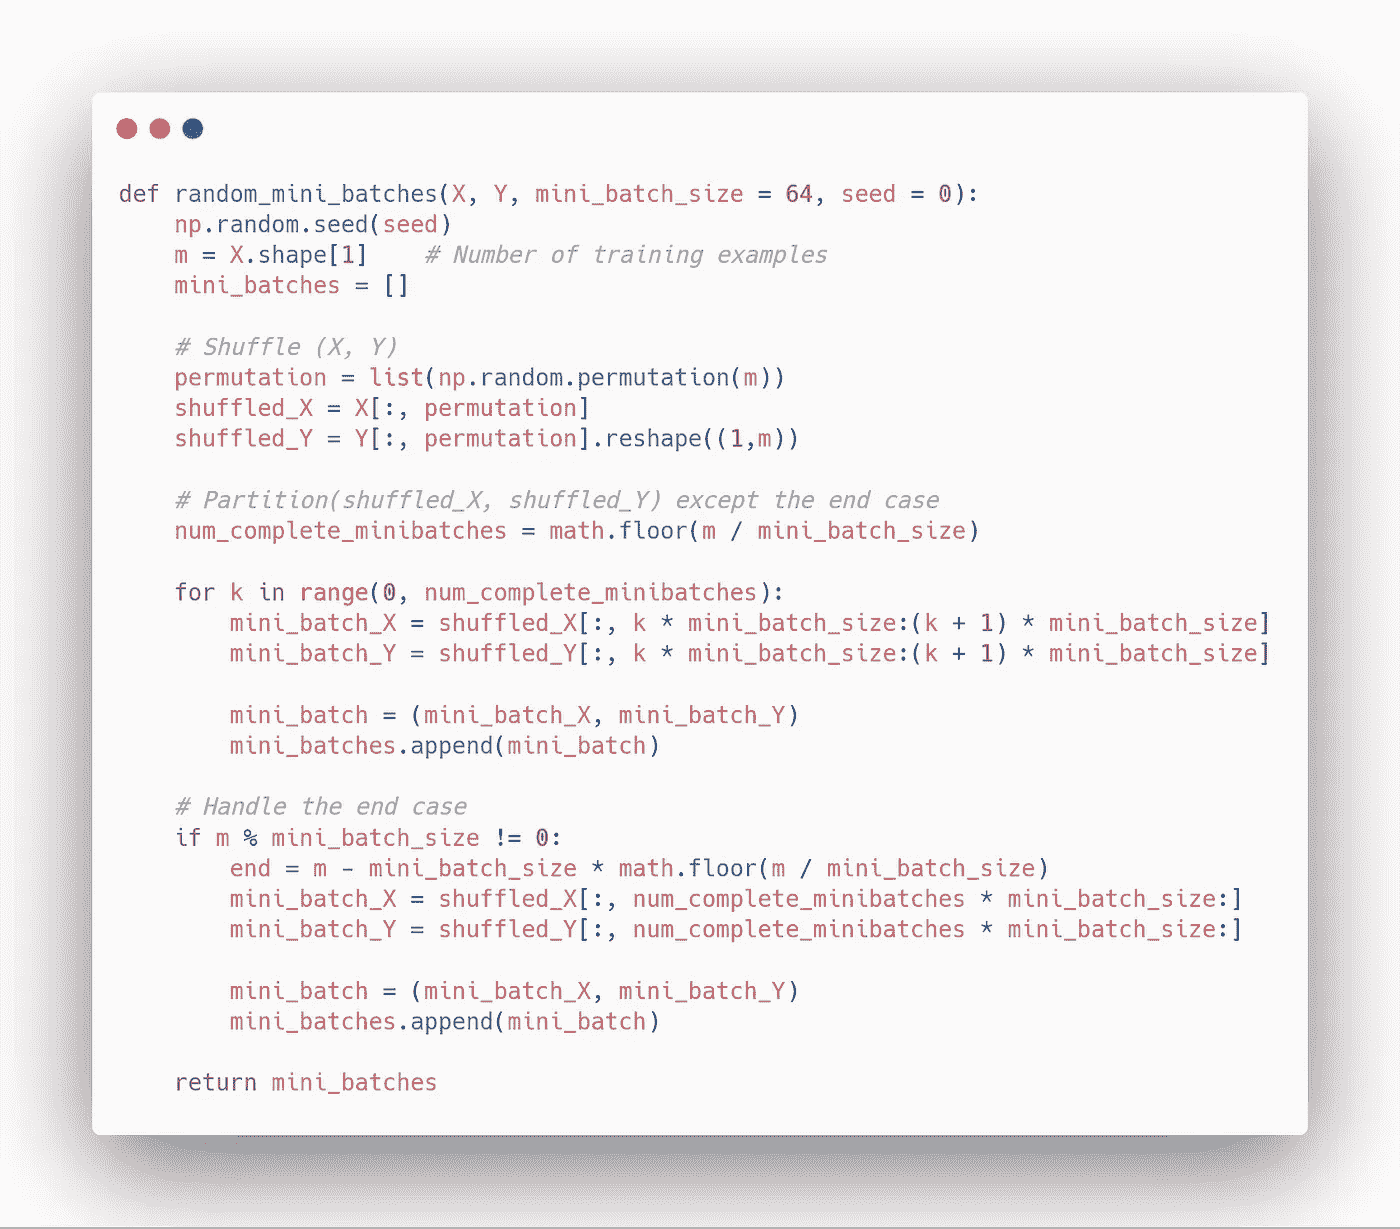 def random_mini_batches(X, Y, mini_batch_size = 64, seed = 0):
    np.random.seed(seed)
    m = X.shape[1]    # Number of training examples
    mini_batches = []

    # Shuffle (X, Y)
    permutation = list(np.random.permutation(m))
    shuffled_X = X[:, permutation]
    shuffled_Y = Y[:, permutation].reshape((1,m))

    # Partition(shuffled_X, shuffled_Y) except the end case
    num_complete_minibatches = math.floor(m / mini_batch_size)

    for k in range(0, num_complete_minibatches):
        mini_batch_X = shuffled_X[:, k * mini_batch_size:(k + 1) * mini_batch_size]
        mini_batch_Y = shuffled_Y[:, k * mini_batch_size:(k + 1) * mini_batch_size]

        mini_batch = (mini_batch_X, mini_batch_Y)
        mini_batches.append(mini_batch)

    # Handle the end case
    if m % mini_batch_size != 0:
        end = m - mini_batch_size * math.floor(m / mini_batch_size)
        mini_batch_X = shuffled_X[:, num_complete_minibatches * mini_batch_size:]
        mini_batch_Y = shuffled_Y[:, num_complete_minibatches * mini_batch_size:]

        mini_batch = (mini_batch_X, mini_batch_Y)
        mini_batches.append(mini_batch)

    return mini_batches